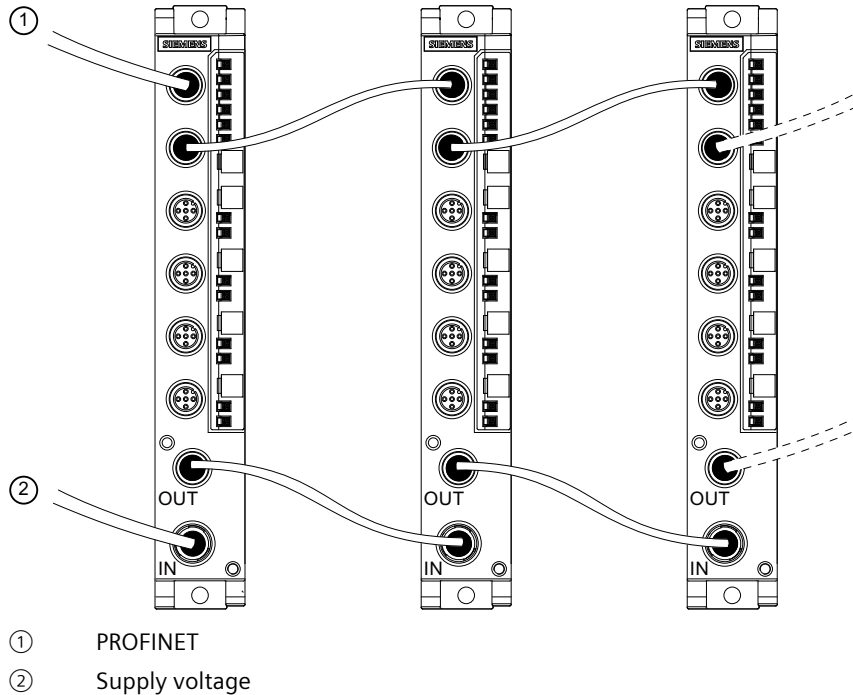 ①
SIEMENS SIEMENS SIEMENS
②
OUT OUT OUT
IN IN IN
① PROFINET
② Supply voltage